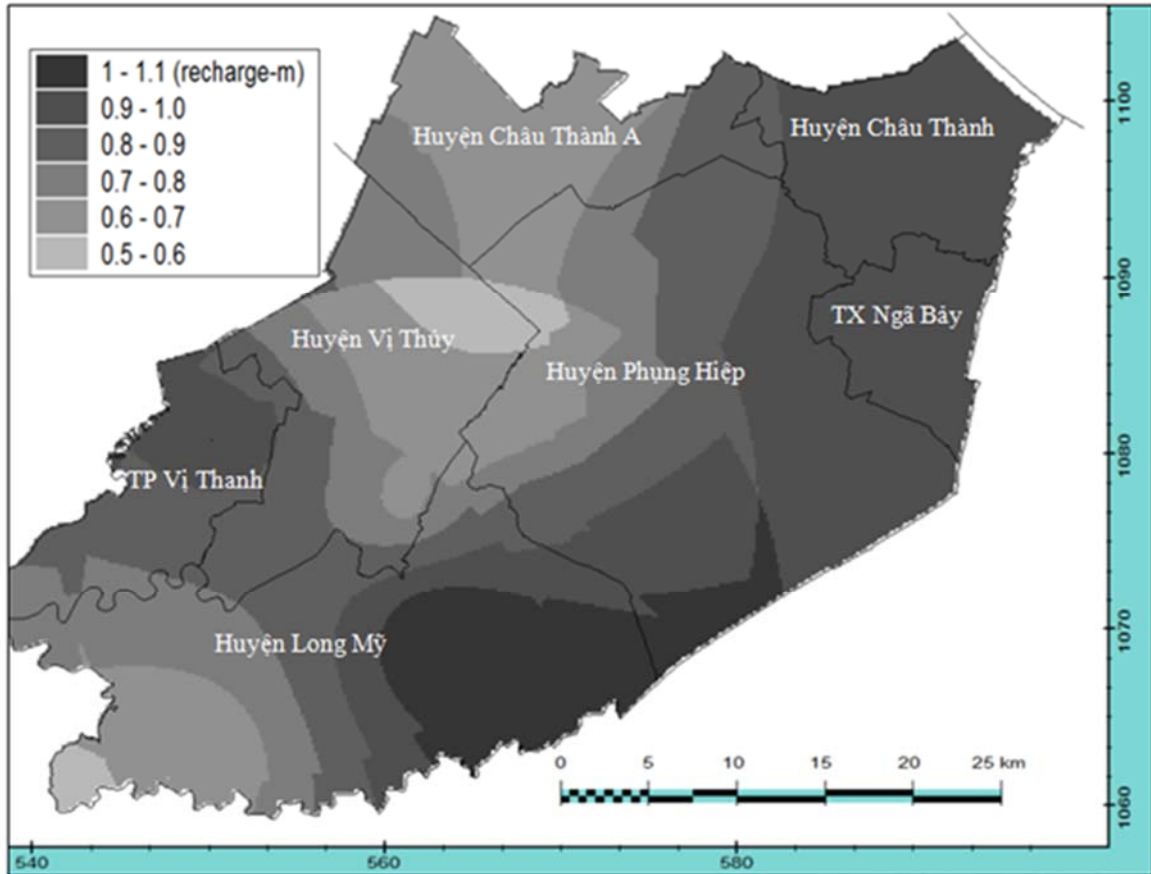 1 - 1.1 (recharge-m)
0.9 - 1.0
0.8 - 0.9
0.7 - 0.8
0.6 - 0.7
0.5 - 0.6
Huyện Châu Thành A
Huyện Châu Thành
TX Ngã Bảy
Huyện Vị Thủy
Huyện Phụng Hiệp
TP Vị Thanh
Huyện Long Mỹ
0 5 10 15 20 25 km
1100
1090
1080
1070
1060
540 560 580